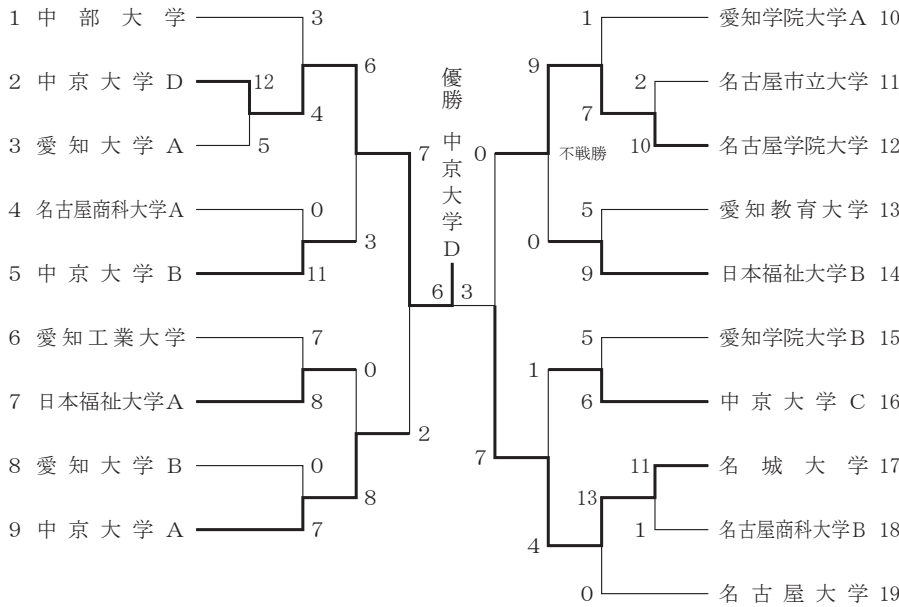 1 中部大学 3
2 中京大学 D 12
3 愛知大学 A 5
4
6
4 名古屋商科大学A 0
5 中京大学 B 11
3
7
6 愛知工業大学 7
7 日本福祉大学A 8
0
8 愛知大学 B 0
9 中京大学 A 7
8
2
優勝 中京大学D
6 3
1 愛知学院大学A 10
2 名古屋市立大学 11
10 名古屋学院大学 12
7
9
不戦勝
5 愛知教育大学 13
9 日本福祉大学B 14
0
0
5 愛知学院大学B 15
6 中京大学 C 16
1
11 名城大学 17
1 名古屋商科大学B 18
13
0 名古屋大学 19
4
7